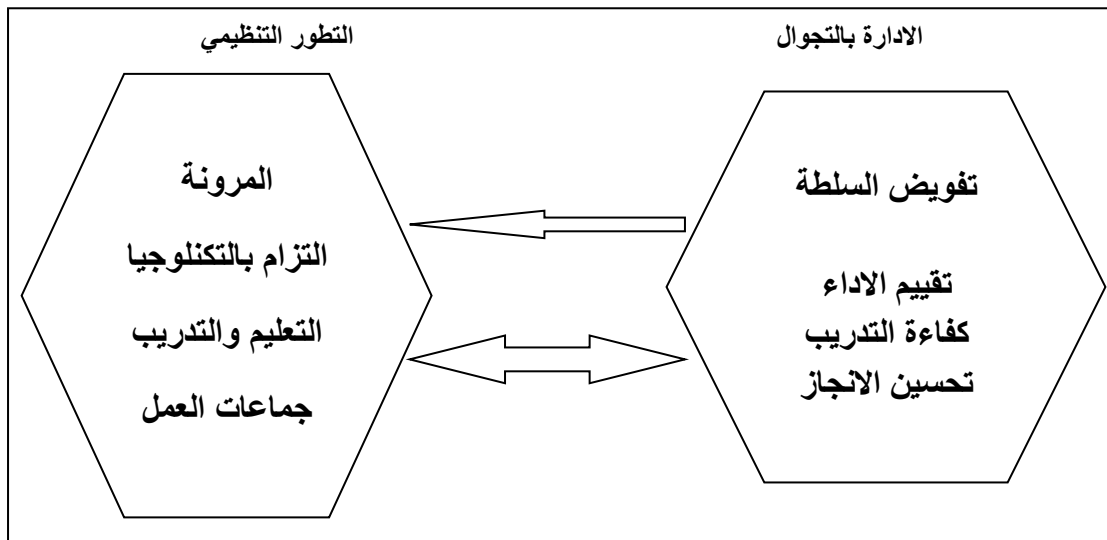 الادارة بالتجوال
تفويض السلطة
تقييم الاداء
كفاءة التدريب
تحسين الانجاز
التطور التنظيمي
المرونة
التزام بالتكنلوجيا
التعليم والتدريب
جماعات العمل